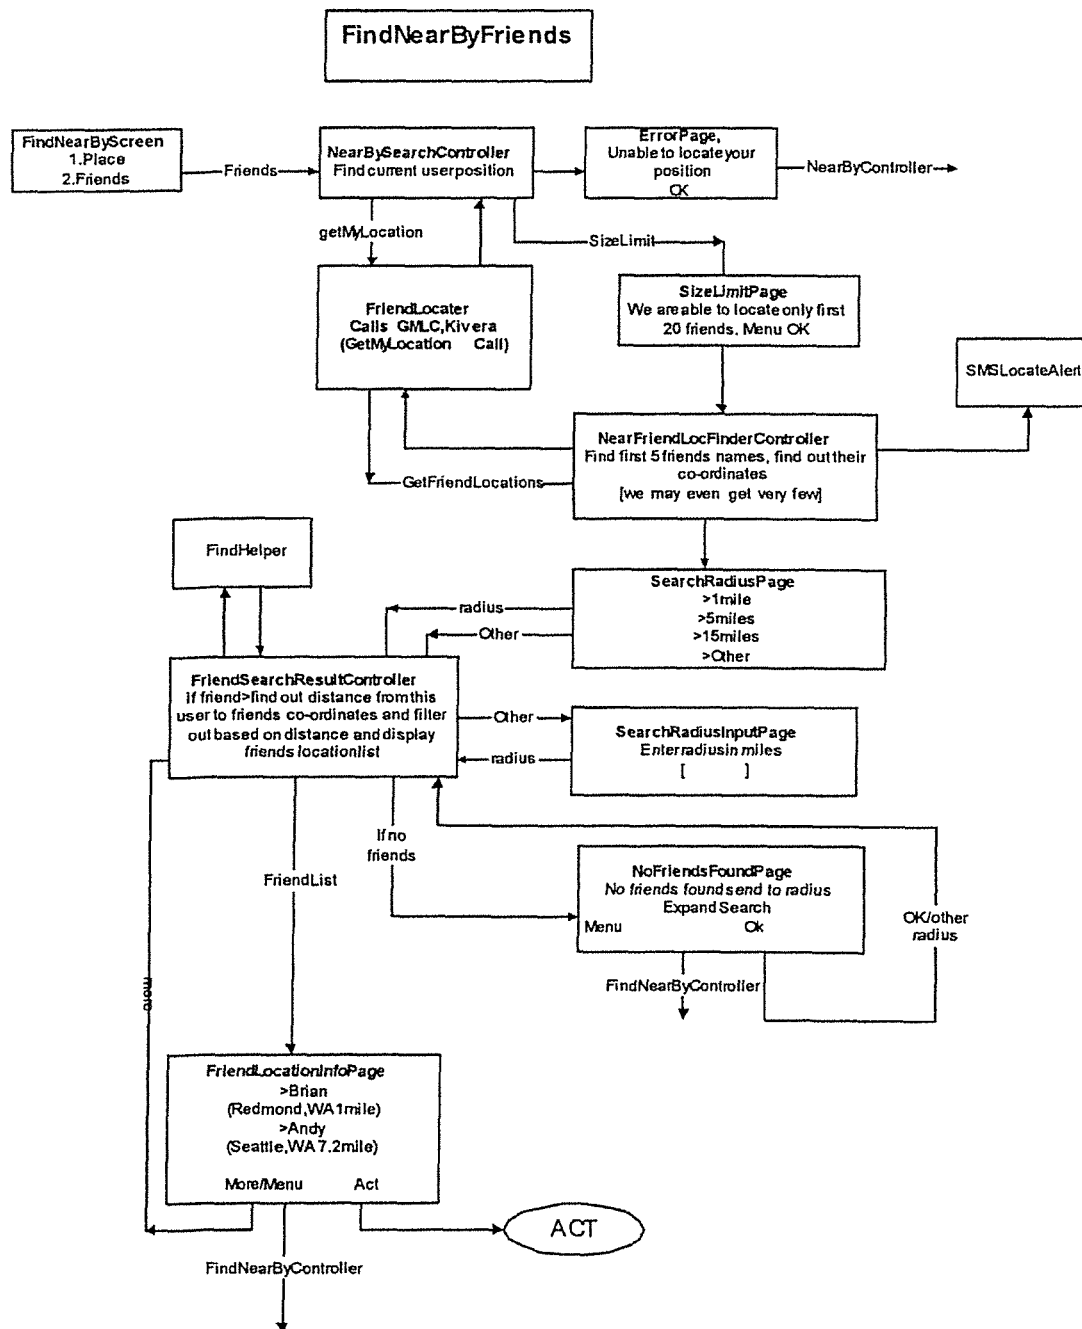 FindNearByFriends
FindNearByScreen
1.Place
2.Friends
Friends
NearBySearchController
Find current userposition
ErrorPage,
Unable to locate your
position
OK
NearByController
getMyLocation
SizeLimit
FriendLocater
Calls GMLC,Kivera
(GetMyLocation Call)
SizeLimitPage
We are able to locate only first
20 friends. Menu OK
SMSLocateAlert
NearFriendLocFinderController
Find first 5 friends names, find out their
co-ordinates
[we may even get very few]
GetFriendLocations
FindHelper
SearchRadiusPage
>1mile
>5miles
>15miles
>Other
radius
Other
FriendSearchResultController
If friend>find out distance from this
user to friends co-ordinates and filter
out based on distance and display
friends locationlist
Other
radius
SearchRadiusInputPage
Enter radius in miles
[ ]
If no
friends
FriendList
NoFriendsFoundPage
No friends found send to radius
Expand Search
Menu Ok
OK/other
radius
FindNearByController
more
FriendLocationInfoPage
>Brian
(Redmond,WA 1mile)
>Andy
(Seattle,WA 7.2mile)
More/Menu Act
ACT
FindNearByController